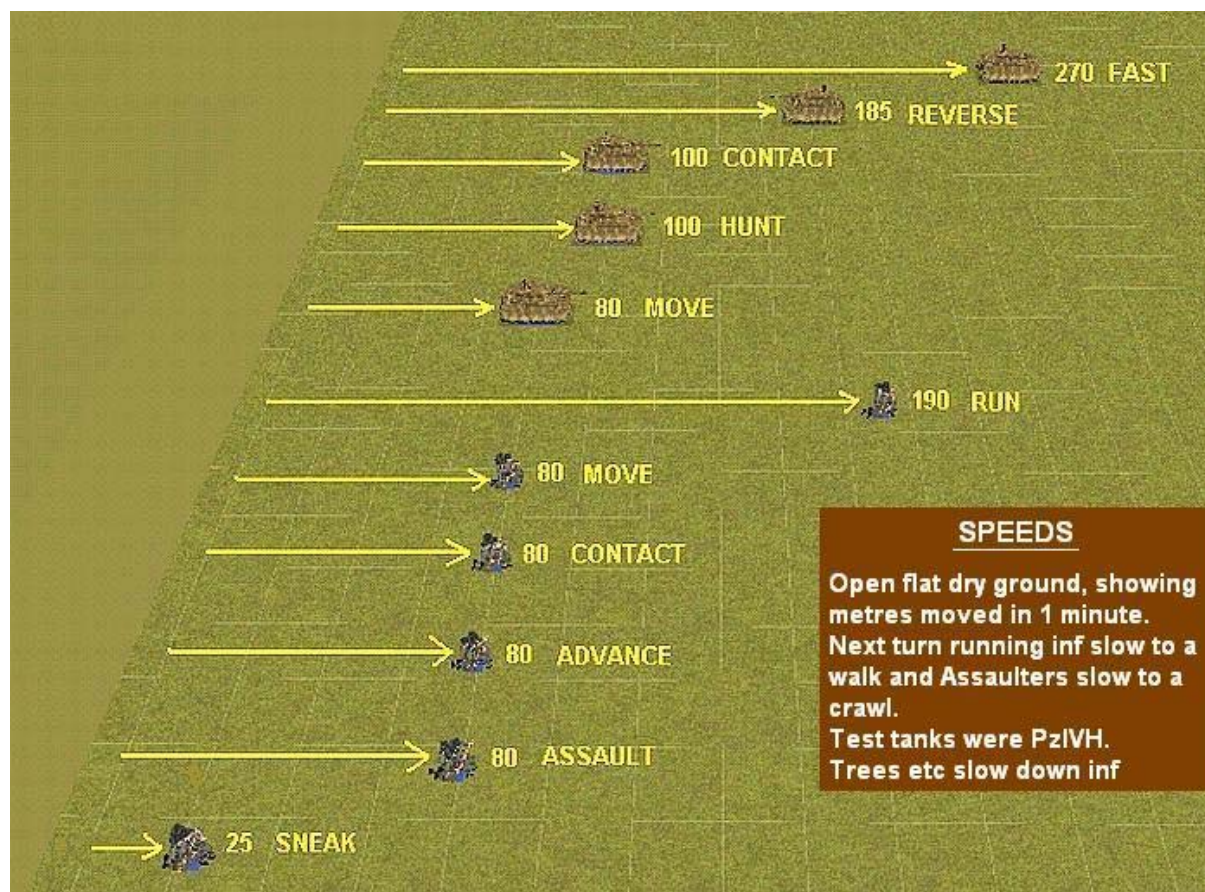 270 FAST
185 REVERSE
100 CONTACT
100 HUNT
80 MOVE
190 RUN
80 MOVE
80 CONTACT
80 ADVANCE
80 ASSAULT
25 SNEAK
SPEEDS
Open flat dry ground, showing
metres moved in 1 minute.
Next turn running inf slow to a
walk and Assaulters slow to a
crawl.
Test tanks were PzIVH.
Trees etc slow down inf